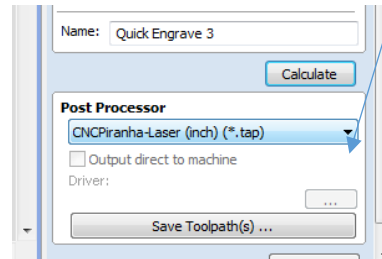 Name: Quick Engrave 3
Calculate
Post Processor
CNCPiranha-Laser (inch) (*.tap)
Output direct to machine
Driver:
...
Save Toolpath(s) ...